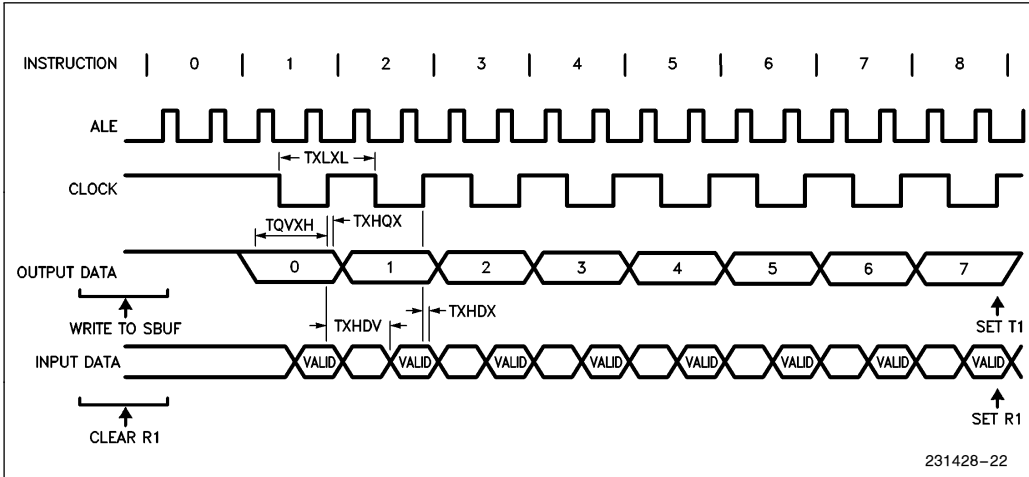 INSTRUCTION | 0 | 1 | 2 | 3 | 4 | 5 | 6 | 7 | 8 |
ALE
TXLXL
CLOCK
TQVXH TXHQX
OUTPUT DATA 0 1 2 3 4 5 6 7
WRITE TO SBUF TXHDV TXHDX SET T1
INPUT DATA VALID VALID VALID VALID VALID VALID VALID VALID
CLEAR R1 SET R1
231428-22